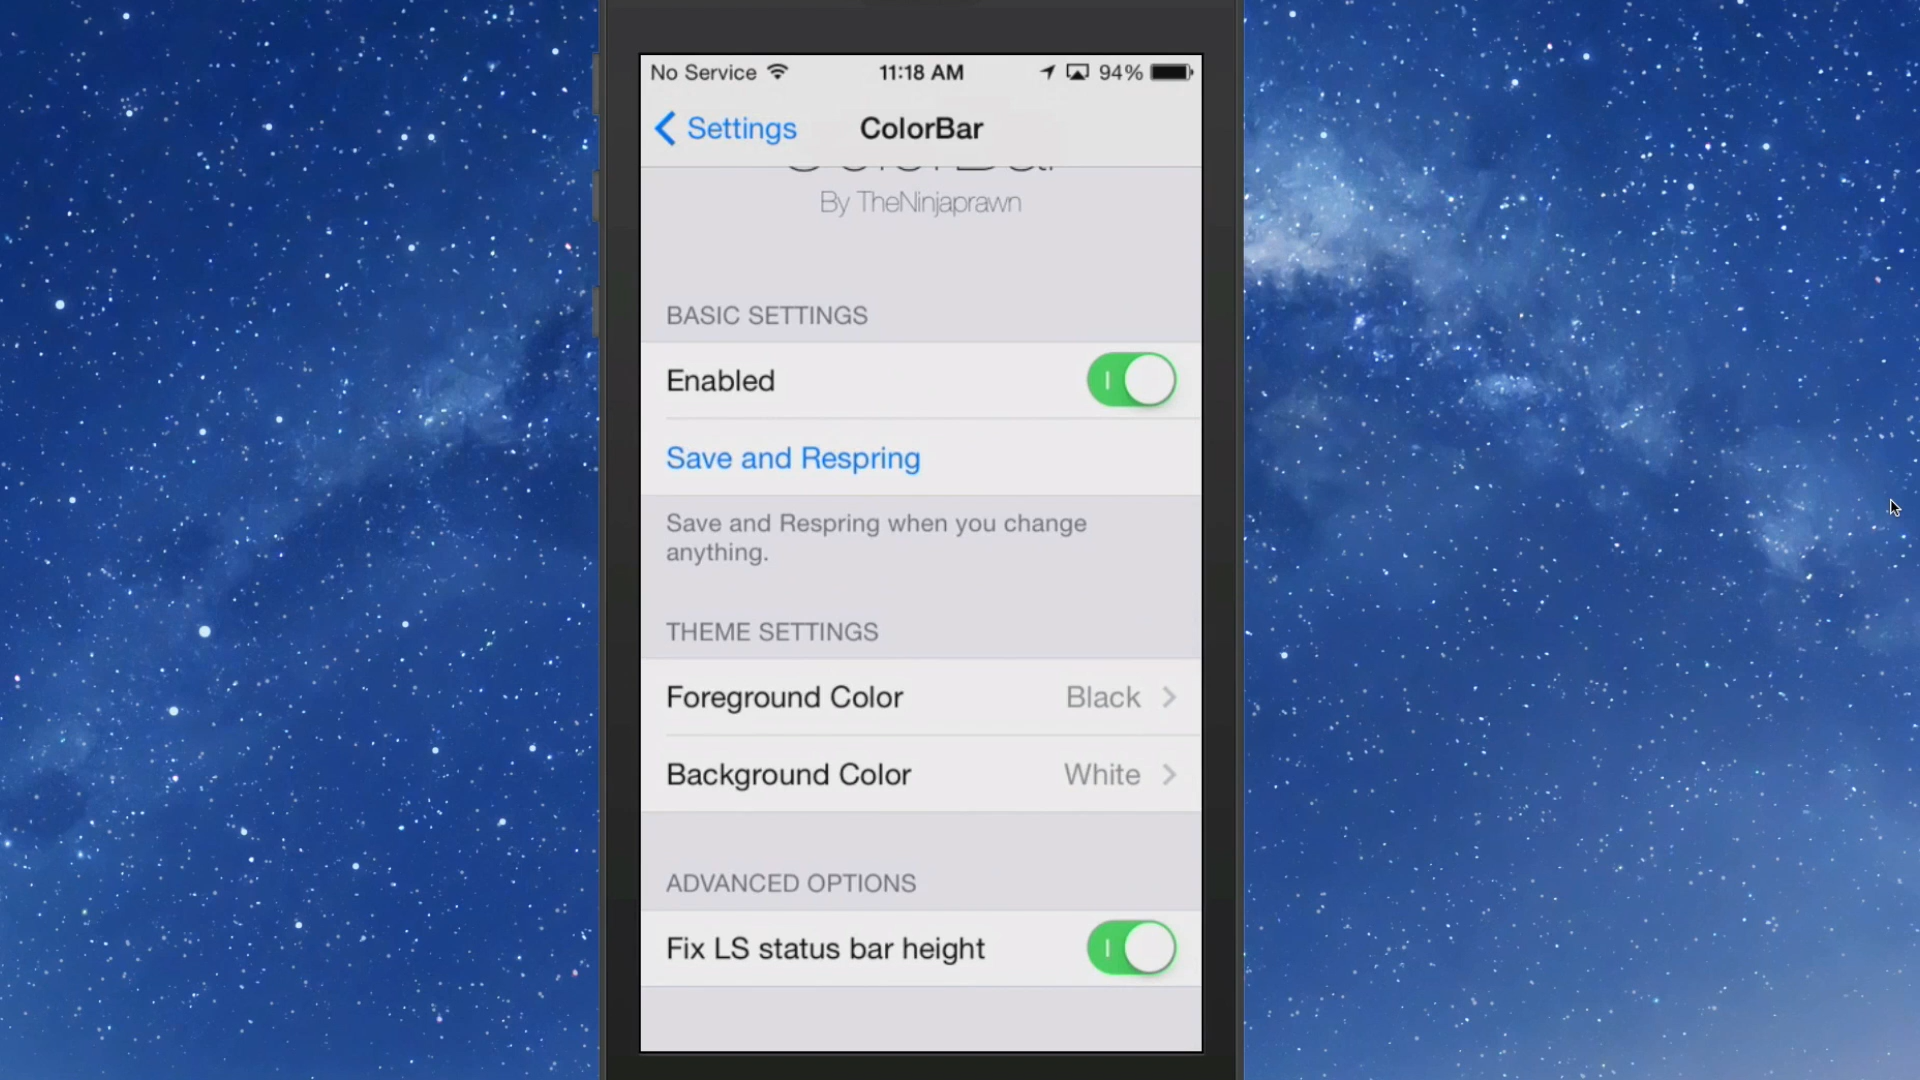 No Service 11:18 AM 94%
Settings ColorBar
By TheNinjaprawn
BASIC SETTINGS
Enabled
Save and Respring
Save and Respring when you change
anything.
THEME SETTINGS
Foreground Color Black
Background Color White
ADVANCED OPTIONS
Fix LS status bar height